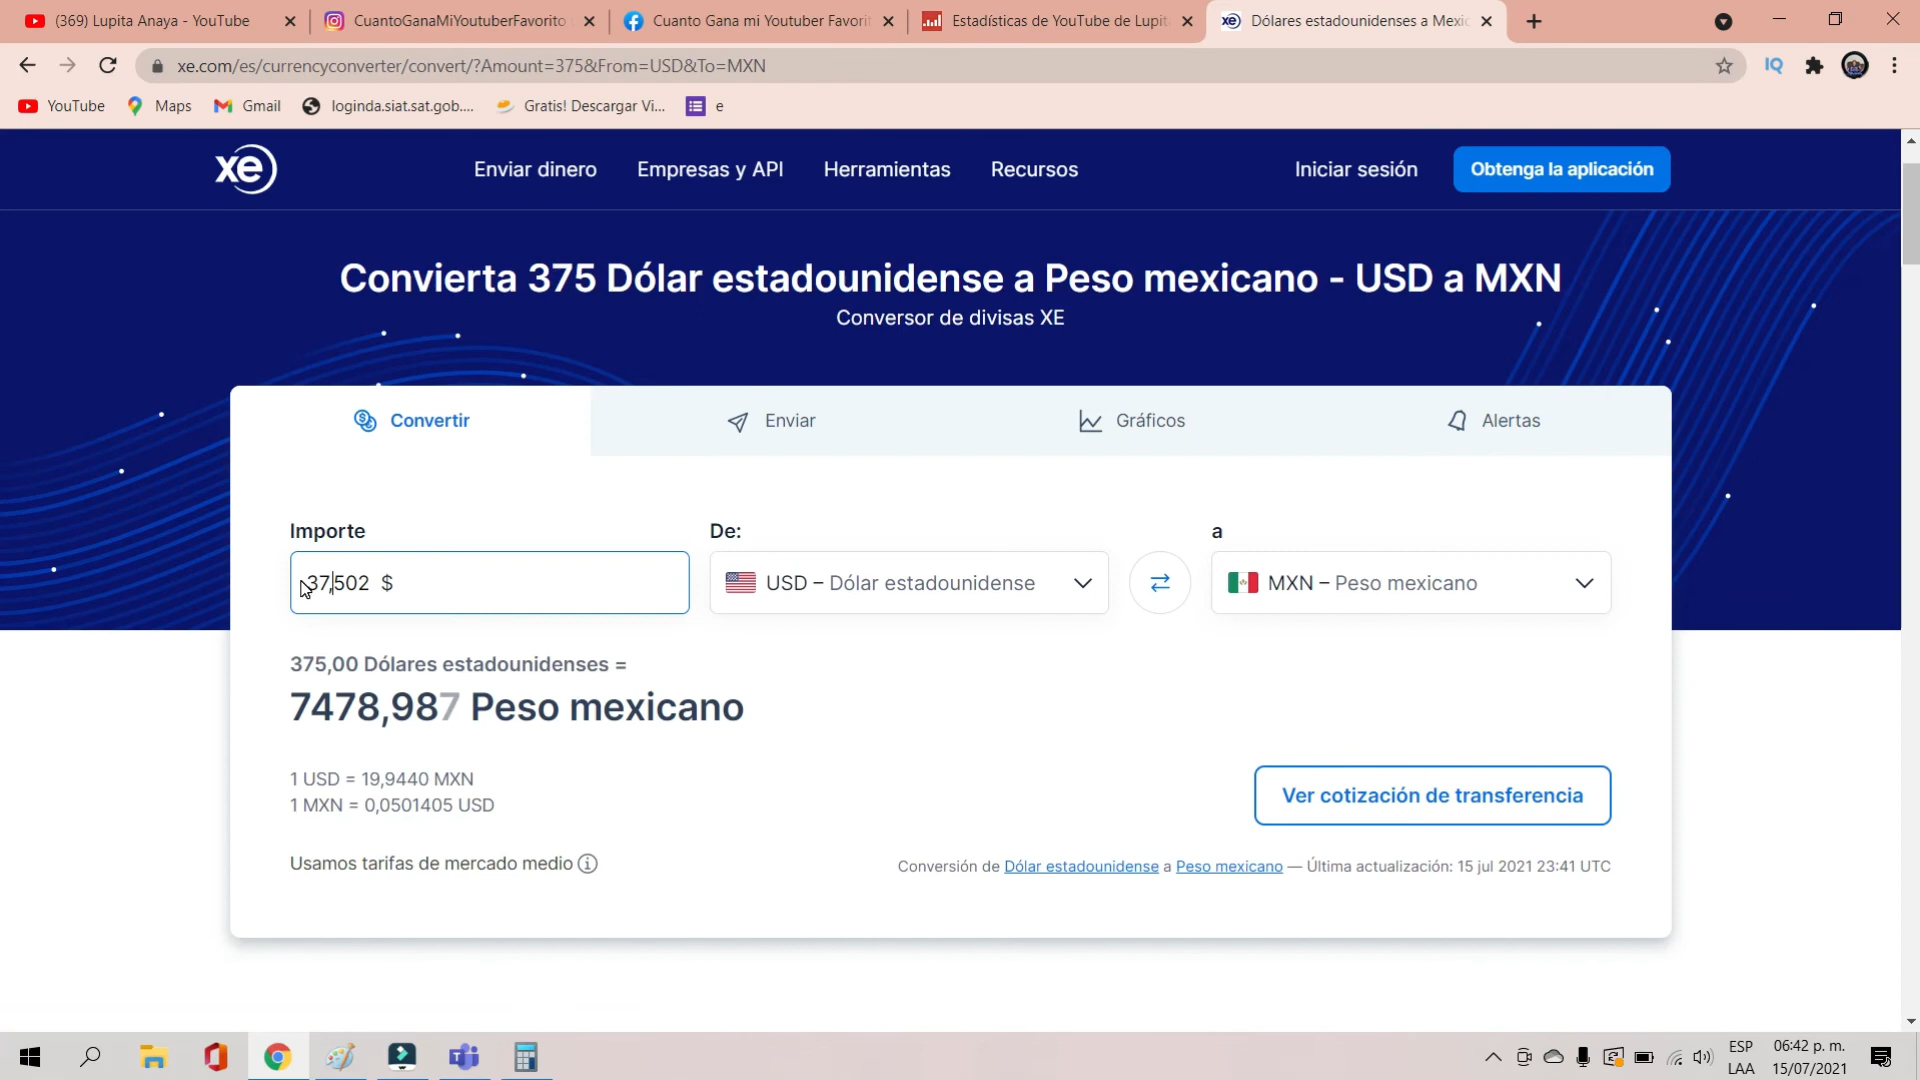 (369) Lupita Anaya - YouTube
CuantoGanaMiYoutuberFavorito
Cuanto Gana mi Youtuber Favorit
Estadísticas de YouTube de Lupit
Dólares estadounidenses a Mexic
xe.com/es/currencyconverter/convert/?Amount=375&From=USD&To=MXN
IQ
YouTube
Maps
Gmail
loginda.siat.sat.gob....
Gratis! Descargar Vi...
e
xe
Enviar dinero
Empresas y API
Herramientas
Recursos
Iniciar sesión
Obtenga la aplicación
Convierta 375 Dólar estadounidense a Peso mexicano - USD a MXN
Conversor de divisas XE
Convertir
Enviar
Gráficos
Alertas
Importe
De:
a
37,502 $
USD – Dólar estadounidense
MXN – Peso mexicano
375,00 Dólares estadounidenses =
7478,987 Peso mexicano
1 USD = 19,9440 MXN
1 MXN = 0,0501405 USD
Ver cotización de transferencia
Usamos tarifas de mercado medio
Conversión de Dólar estadounidense a Peso mexicano — Última actualización: 15 jul 2021 23:41 UTC
ESP
LAA
06:42 p. m.
15/07/2021